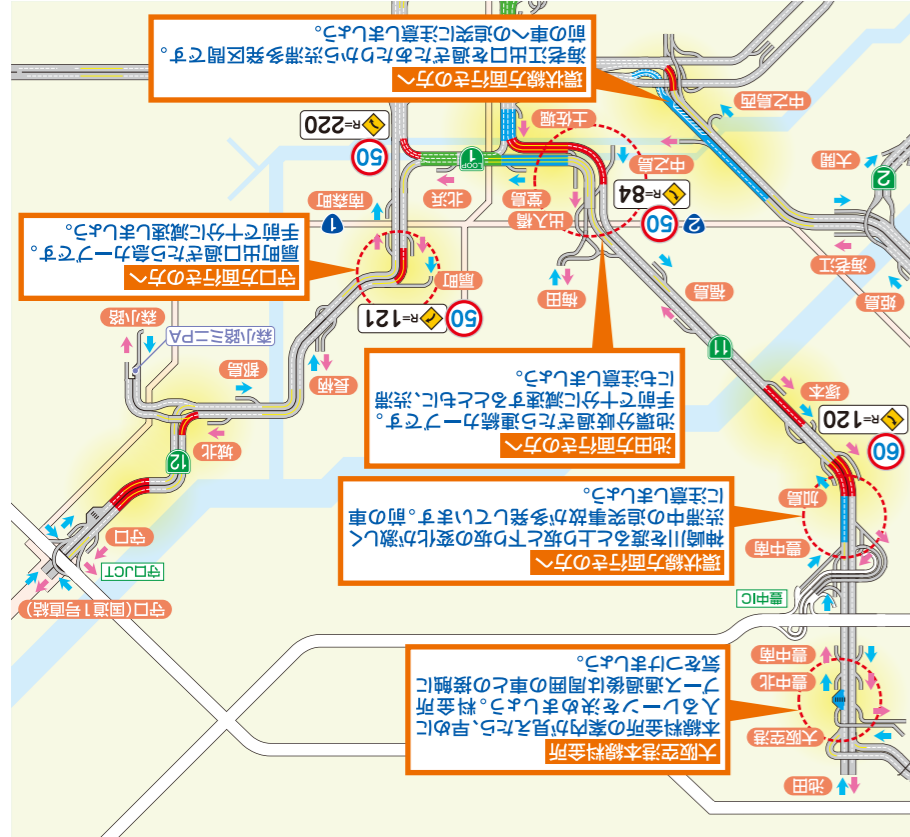 池田
大阪空港
豊中北
豊中南
大阪空港本線料金所
本線料金所の案内が見えたら、早めに
入るレーンを決めましょう。料金所
ブース通過後は周囲の車との接触に
気をつけましょう。
豊中IC
豊中南
加島
環状線方面行きの方へ
神崎川を渡ると上り坂と下り坂の変化が激しく
渋滞中の追突事故が多発しています。前の車
に注意しましょう。
守口(国道1号直結)
守口JCT
守口
12
城北
60
R=120
塚本
11
池田方面行きの方へ
池環分岐過ぎたら連続カーブです。
手前で十分に減速するとともに、渋滞
にも注意しましょう。
長柄
都島
森小路ミニPA
森小路
50
R=121
守口方面行きの方へ
扇町出口過ぎたら急カーブです。
手前で十分に減速しましょう。
扇町
梅田
福島
姫島
海老江
2
50
R=84
2
出入橋
1
南森町
大開
中之島
堂島
北浜
LOOP
1
50
R=220
中之島西
土佐堀
環状線方面行きの方へ
海老江出口を過ぎたあたりから渋滞多発区間です。
前の車への追突に注意しましょう。